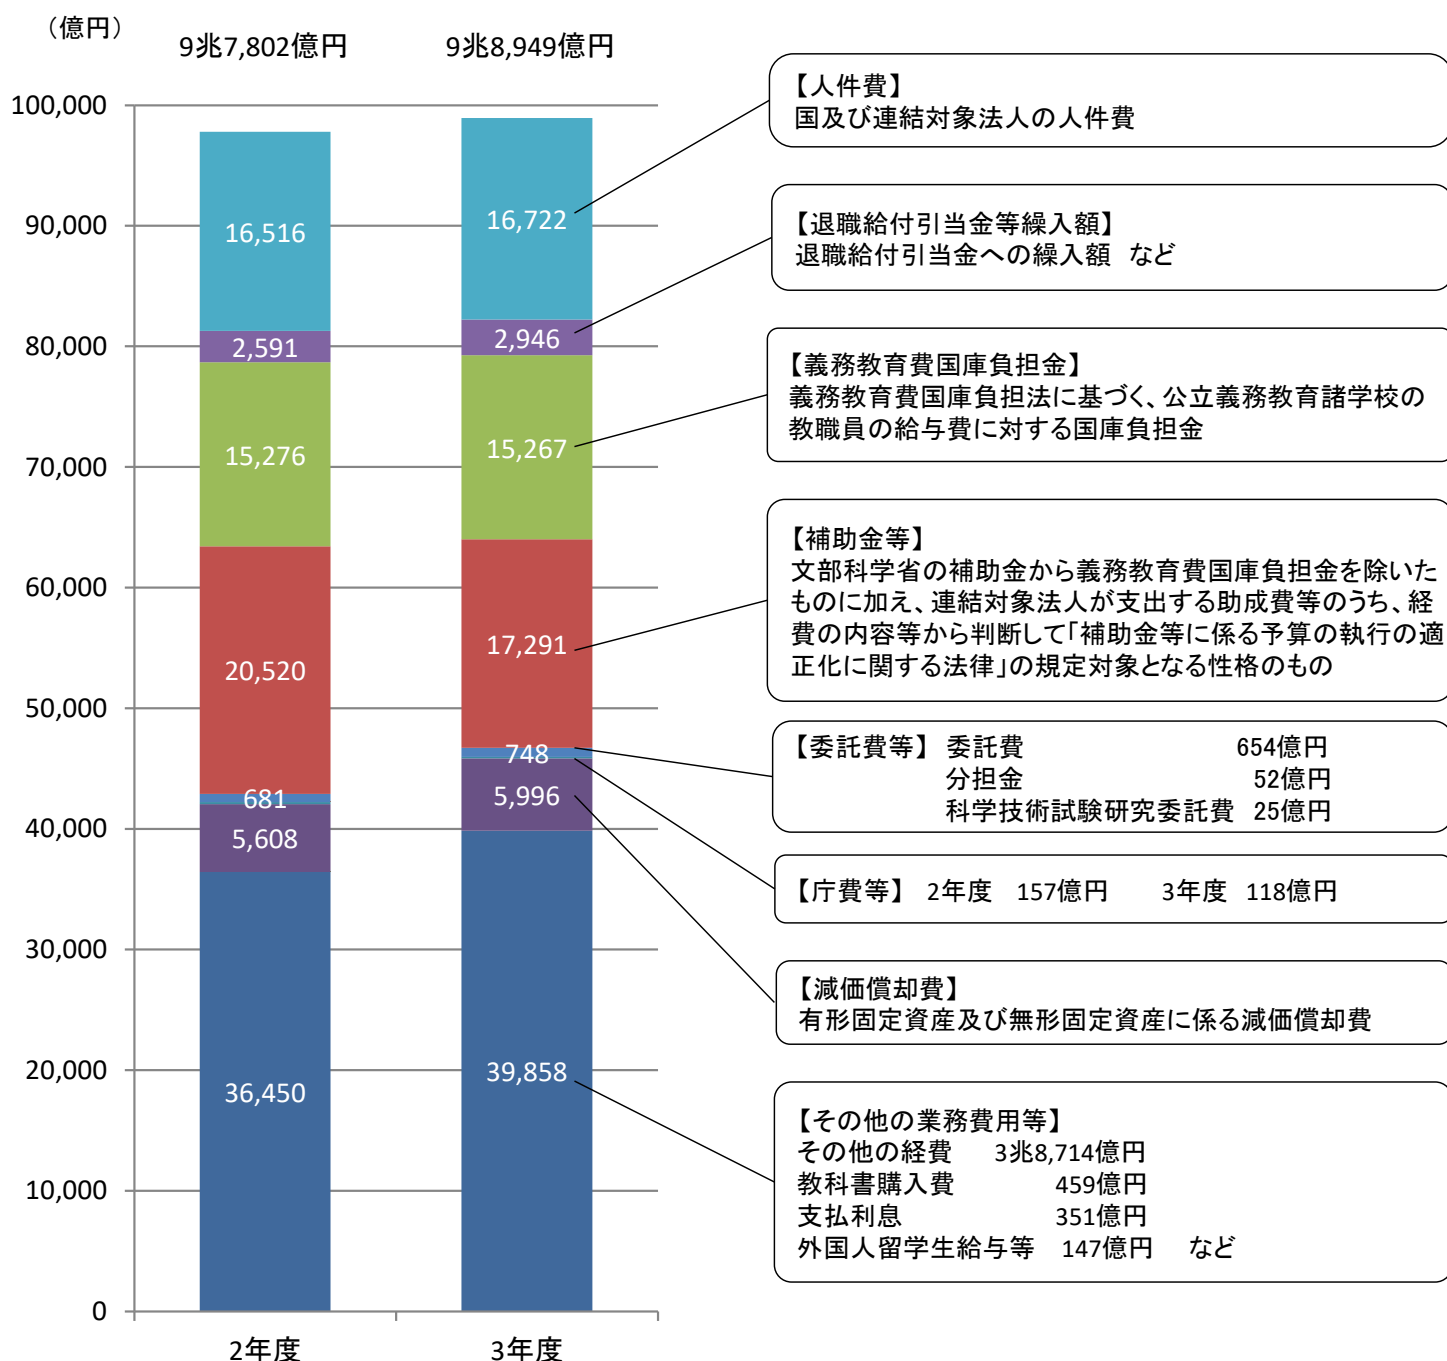 （億円）
9兆7,802億円
9兆8,949億円
100,000
90,000
80,000
70,000
60,000
50,000
40,000
30,000
20,000
10,000
0
16,516
2,591
15,276
20,520
681
5,608
36,450
2年度
16,722
2,946
15,267
17,291
748
5,996
39,858
3年度
【人件費】
国及び連結対象法人の人件費
【退職給付引当金等繰入額】
退職給付引当金への繰入額 など
【義務教育費国庫負担金】
義務教育費国庫負担法に基づく、公立義務教育諸学校の
教職員の給与費に対する国庫負担金
【補助金等】
文部科学省の補助金から義務教育費国庫負担金を除いた
ものに加え、連結対象法人が支出する助成費等のうち、経
費の内容等から判断して「補助金等に係る予算の執行の適
正化に関する法律」の規定対象となる性格のもの
【委託費等】 委託費 654億円
分担金 52億円
科学技術試験研究委託費 25億円
【庁費等】 2年度 157億円 3年度 118億円
【減価償却費】
有形固定資産及び無形固定資産に係る減価償却費
【その他の業務費用等】
その他の経費 3兆8,714億円
教科書購入費 459億円
支払利息 351億円
外国人留学生給与等 147億円 など